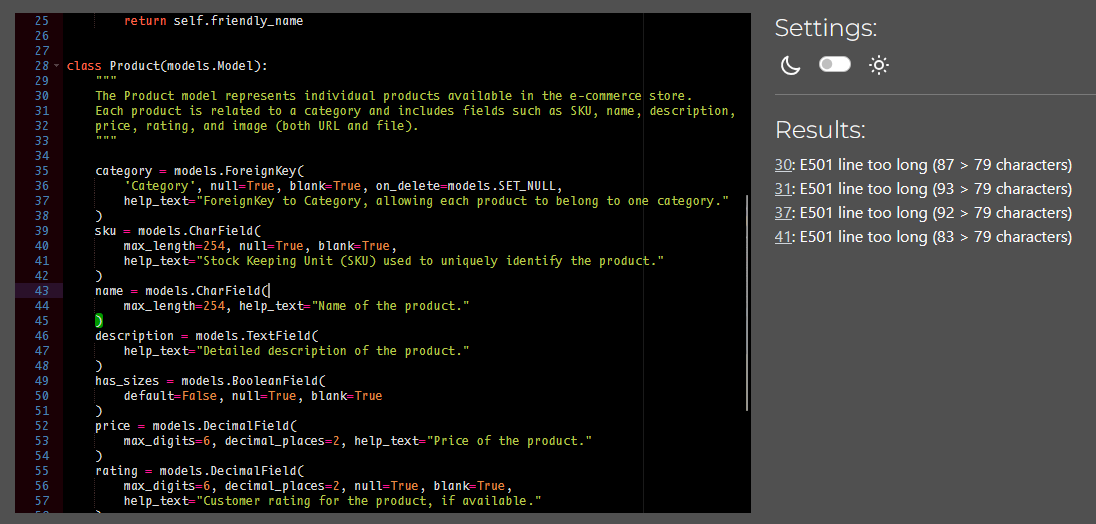 25         return self.friendly_name
26
27
28 class Product(models.Model):
29     """
30     The Product model represents individual products available in the e-commerce store.
31     Each product is related to a category and includes fields such as SKU, name, description,
32     price, rating, and image (both URL and file).
33     """
34
35     category = models.ForeignKey(
36         'Category', null=True, blank=True, on_delete=models.SET_NULL,
37         help_text="ForeignKey to Category, allowing each product to belong to one category."
38     )
39     sku = models.CharField(
40         max_length=254, null=True, blank=True,
41         help_text="Stock Keeping Unit (SKU) used to uniquely identify the product."
42     )
43     name = models.CharField(
44         max_length=254, help_text="Name of the product."
45     )
46     description = models.TextField(
47         help_text="Detailed description of the product."
48     )
49     has_sizes = models.BooleanField(
50         default=False, null=True, blank=True
51     )
52     price = models.DecimalField(
53         max_digits=6, decimal_places=2, help_text="Price of the product."
54     )
55     rating = models.DecimalField(
56         max_digits=6, decimal_places=2, null=True, blank=True,
57         help_text="Customer rating for the product, if available."
Settings:
Results:
30: E501 line too long (87 > 79 characters)
31: E501 line too long (93 > 79 characters)
37: E501 line too long (92 > 79 characters)
41: E501 line too long (83 > 79 characters)